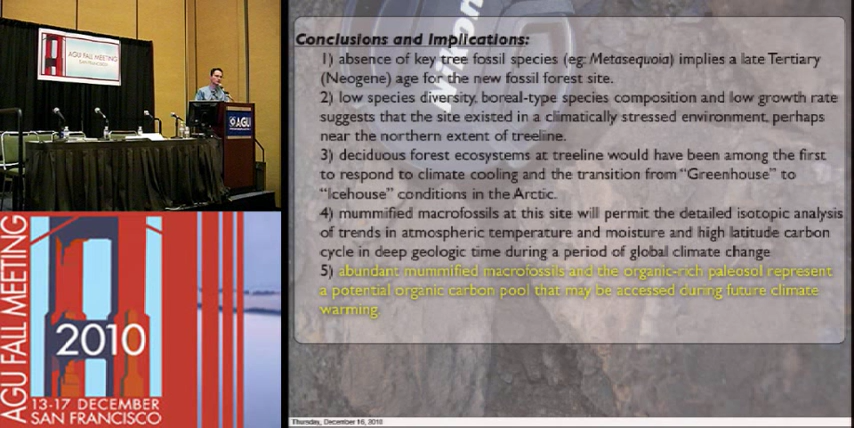 AGU FALL MEETING
SAN FRANCISCO
AGU
AGU FALL MEETING
2010
13-17 DECEMBER
SAN FRANCISCO
Conclusions and Implications:
1) absence of key tree fossil species (eg: Metasequoia) implies a late Tertiary
(Neogene) age for the new fossil forest site.
2) low species diversity, boreal-type species composition and low growth rate
suggests that the site existed in a climatically stressed environment, perhaps
near the northern extent of treeline.
3) deciduous forest ecosystems at treeline would have been among the first
to respond to climate cooling and the transition from "Greenhouse" to
"Icehouse" conditions in the Arctic.
4) mummified macrofossils at this site will permit the detailed isotopic analysis
of trends in atmospheric temperature and moisture and high latitude carbon
cycle in deep geologic time during a period of global climate change
5) abundant mummified macrofossils and the organic-rich paleosol represent
a potential organic carbon pool that may be accessed during future climate
warming.
Thursday, December 16, 2010